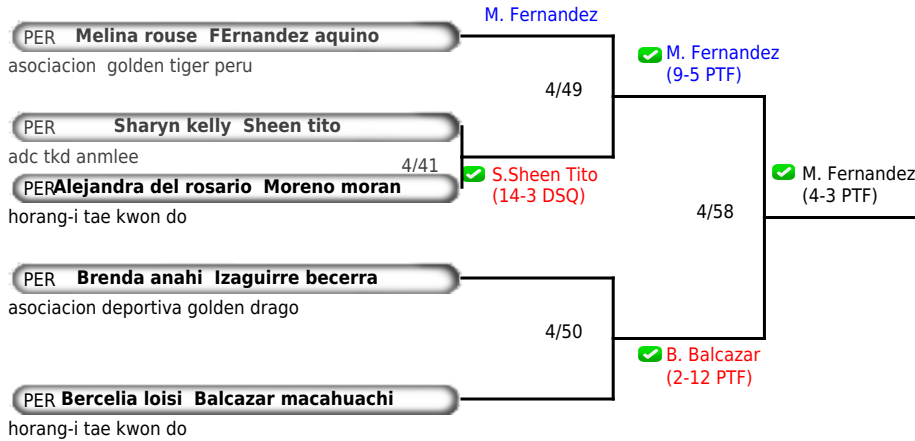 M. Fernandez
PER Melina rouse FErnandez aquino
asociacion golden tiger peru
M. Fernandez
(9-5 PTF)
4/49
PER Sharyn kelly Sheen tito
adc tkd anmlee
4/41
S.Sheen Tito
(14-3 DSQ)
PER Alejandra del rosario Moreno moran
horang-i tae kwon do
M. Fernandez
(4-3 PTF)
4/58
PER Brenda anahi Izaguirre becerra
asociacion deportiva golden drago
4/50
B. Balcazar
(2-12 PTF)
PER Bercelia loisi Balcazar macahuachi
horang-i tae kwon do